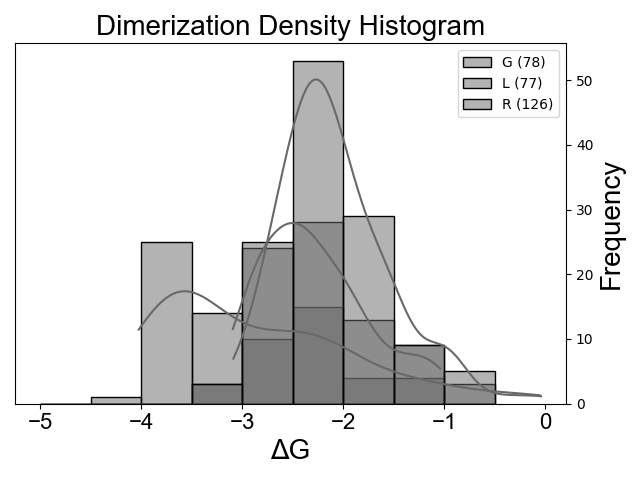 Dimerization Density Histogram
G (78)
L (77)
R (126)
50
40
30
20
10
0
Frequency
−5 −4 −3 −2 −1 0
ΔG